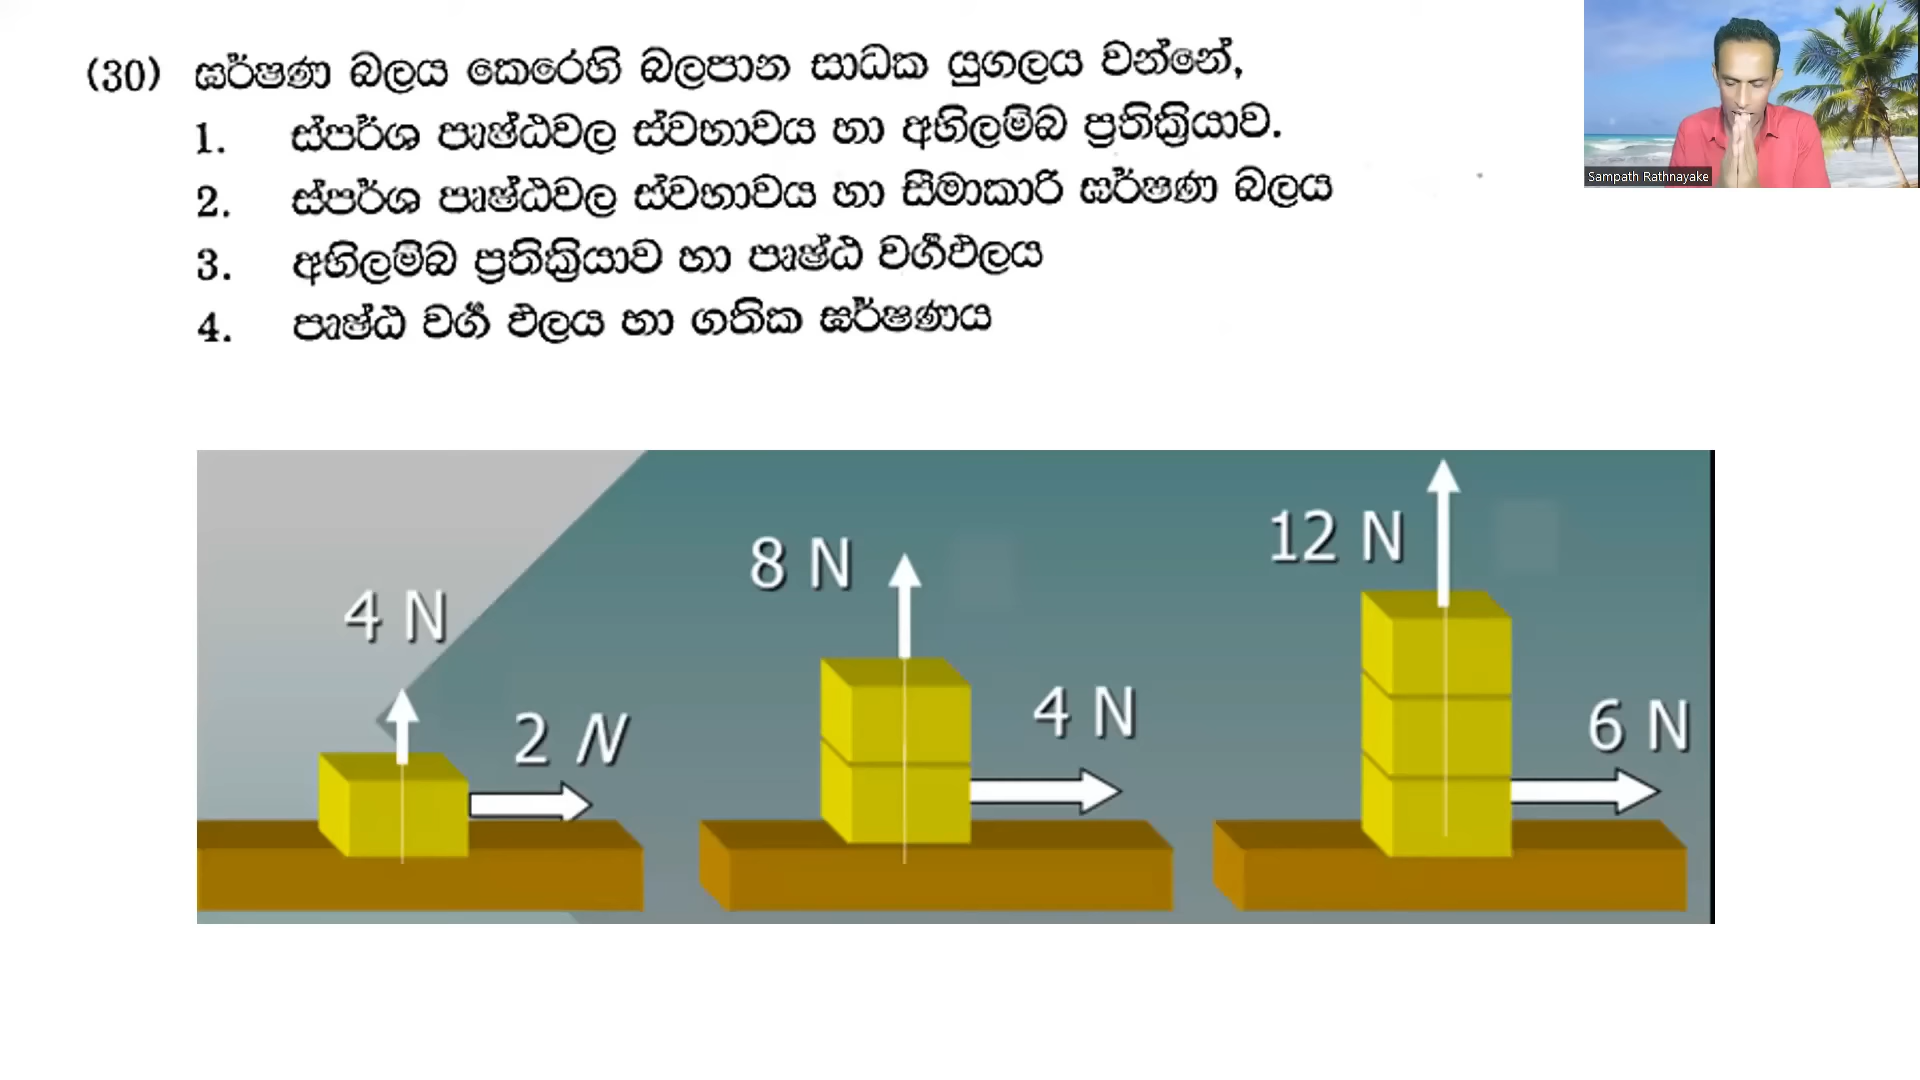 (30) ඝර්ෂණ බලය කෙරෙහි බලපාන සාධක යුගලය වන්නේ,
1. ස්පර්ශ පෘෂ්ඨවල ස්වභාවය හා අභිලම්බ ප්‍රතික්‍රියාව.
2. ස්පර්ශ පෘෂ්ඨවල ස්වභාවය හා සීමාකාරී ඝර්ෂණ බලය
3. අභිලම්බ ප්‍රතික්‍රියාව හා පෘෂ්ඨ වර්ගඵලය
4. පෘෂ්ඨ වර්ග ඵලය හා ගතික ඝර්ෂණය
Sampath Rathnayake
4 N
2 N
8 N
4 N
12 N
6 N